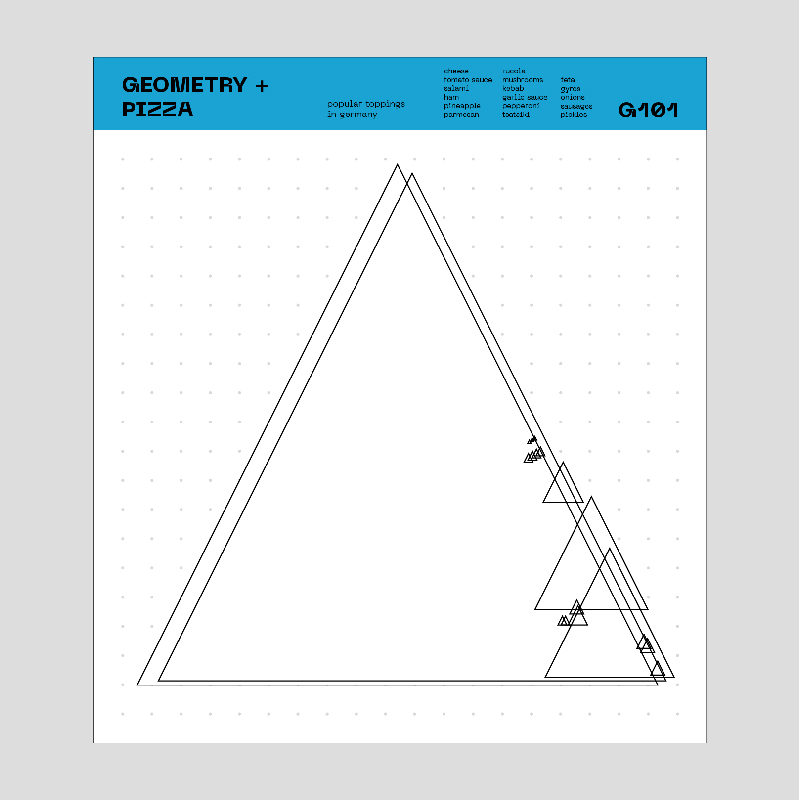 GEOMETRY +
PIZZA
popular toppings
in germany
cheese
tomato sauce
salami
ham
pineapple
parmesan
rucola
mushrooms
kebab
garlic sauce
pepperoni
tsatsiki
feta
gyros
onions
sausages
pickles
G101